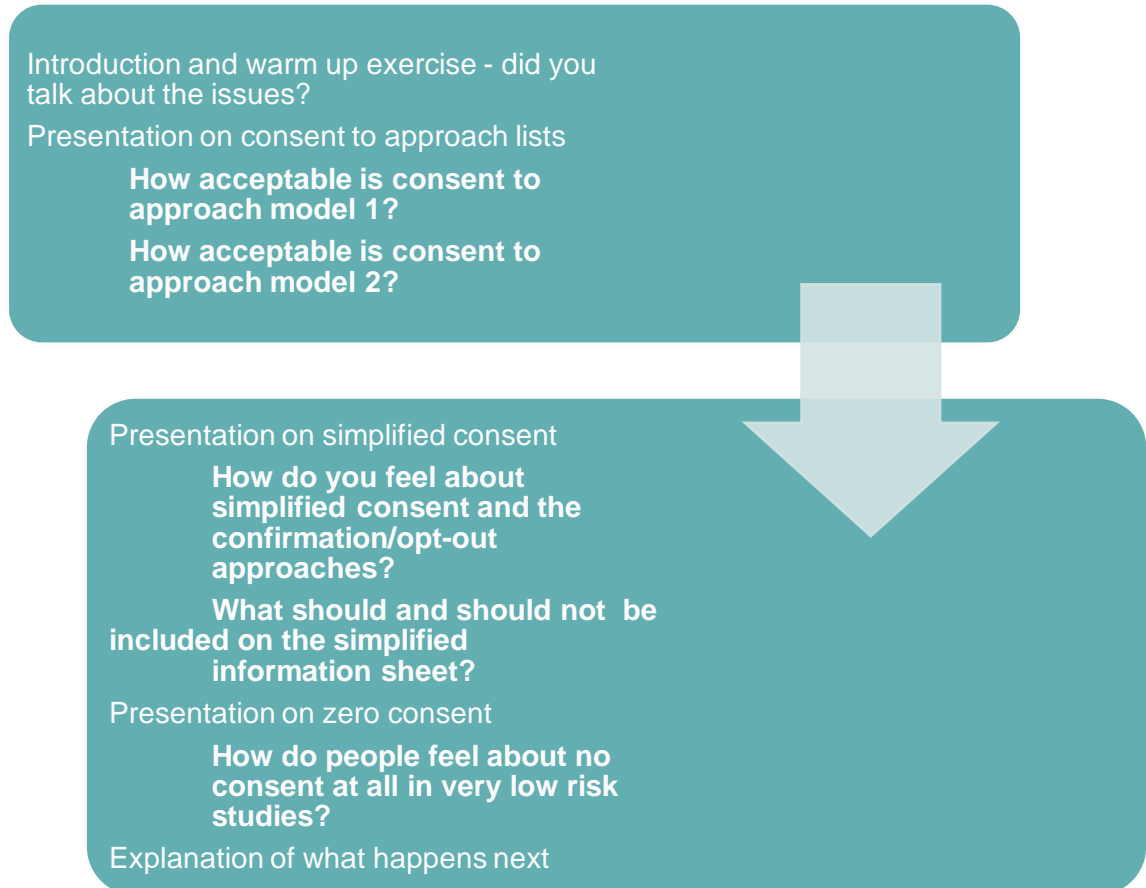 Introduction and warm up exercise - did you
talk about the issues?
Presentation on consent to approach lists
How acceptable is consent to
approach model 1?
How acceptable is consent to
approach model 2?
Presentation on simplified consent
How do you feel about
simplified consent and the
confirmation/opt-out
approaches?
What should and should not  be
included on the simplified
information sheet?
Presentation on zero consent
How do people feel about no
consent at all in very low risk
studies?
Explanation of what happens next